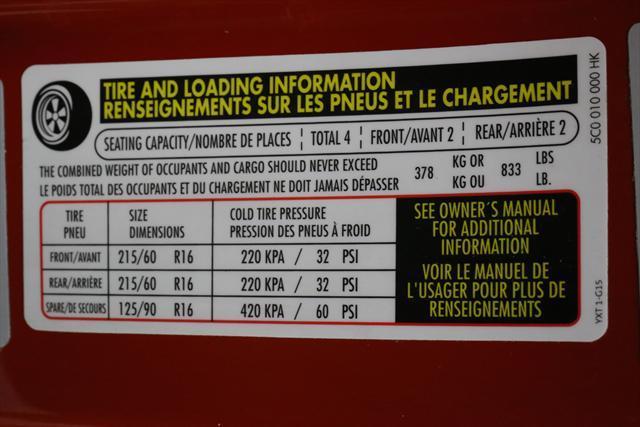 TIRE AND LOADING INFORMATION
RENSEIGNEMENTS SUR LES PNEUS ET LE CHARGEMENT
SEATING CAPACITY/NOMBRE DE PLACES ¦ TOTAL 4 ¦ FRONT/AVANT 2 ¦ REAR/ARRIÈRE 2
THE COMBINED WEIGHT OF OCCUPANTS AND CARGO SHOULD NEVER EXCEED 378 KG OR 833 LBS
LE POIDS TOTAL DES OCCUPANTS ET DU CHARGEMENT NE DOIT JAMAIS DÉPASSER KG OU LB.
TIRE SIZE COLD TIRE PRESSURE
PNEU DIMENSIONS PRESSION DES PNEUS À FROID
FRONT/AVANT 215/60 R16 220 KPA / 32 PSI
REAR/ARRIÈRE 215/60 R16 220 KPA / 32 PSI
SPARE/DE SECOURS 125/90 R16 420 KPA / 60 PSI
SEE OWNER´S MANUAL
FOR ADDITIONAL
INFORMATION
VOIR LE MANUEL DE
L'USAGER POUR PLUS DE
RENSEIGNEMENTS
5C0 010 000 HK
YXT 1-G15